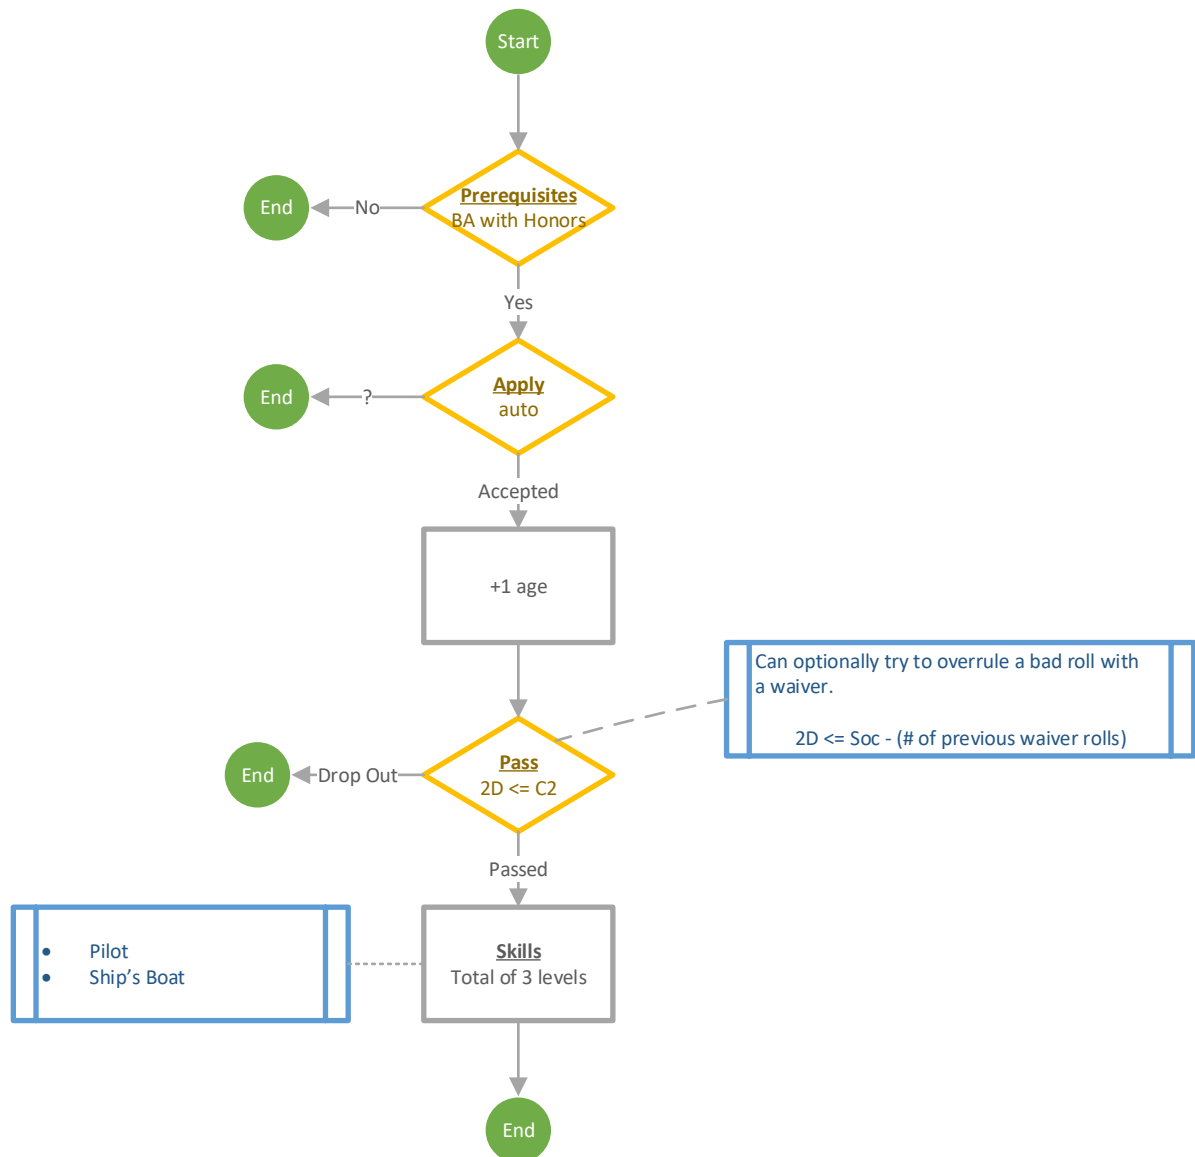 Start
Prerequisites
BA with Honors
No
End
Yes
Apply
auto
?
End
Accepted
+1 age
Can optionally try to overrule a bad roll with
a waiver.
2D <= Soc - (# of previous waiver rolls)
Pass
2D <= C2
Drop Out
End
Passed
• Pilot
• Ship's Boat
Skills
Total of 3 levels
End